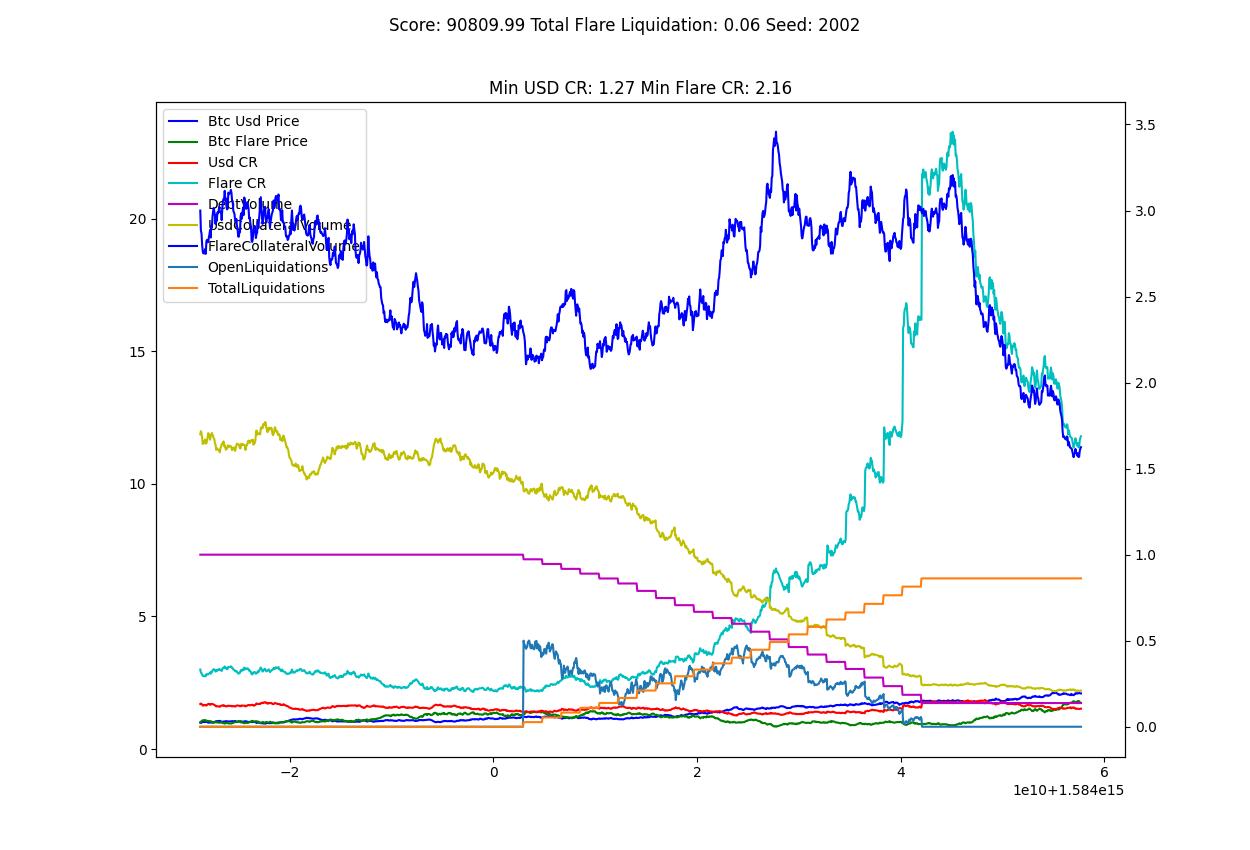 Score: 90809.99 Total Flare Liquidation: 0.06 Seed: 2002
Min USD CR: 1.27 Min Flare CR: 2.16
Btc Usd Price
Btc Flare Price
Usd CR
Flare CR
DebtVolume
UsdCollateralVolume
FlareCollateralVolume
OpenLiquidations
TotalLiquidations
20
15
10
5
0
3.5
3.0
2.5
2.0
1.5
1.0
0.5
0.0
−2
0
2
4
6
1e10+1.584e15